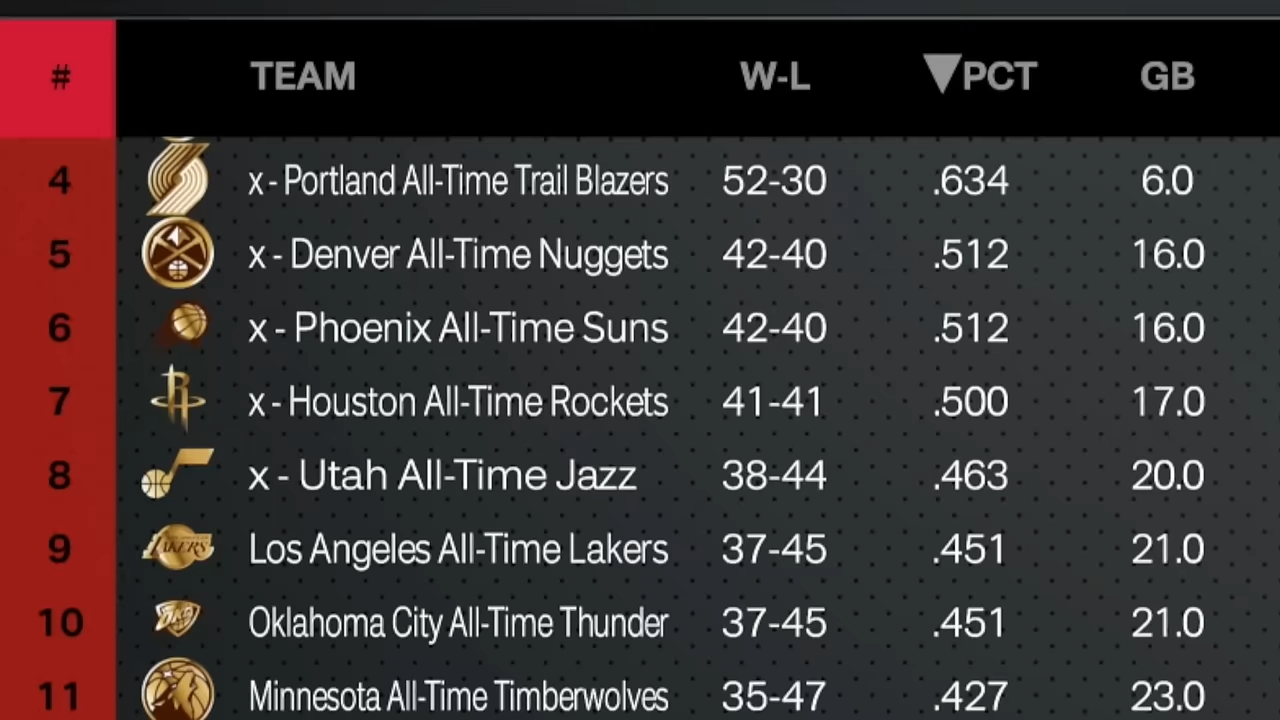 # TEAM W-L ▼PCT GB
4 x - Portland All-Time Trail Blazers 52-30 .634 6.0
5 x - Denver All-Time Nuggets 42-40 .512 16.0
6 x - Phoenix All-Time Suns 42-40 .512 16.0
7 x - Houston All-Time Rockets 41-41 .500 17.0
8 x - Utah All-Time Jazz 38-44 .463 20.0
9 LAKERS Los Angeles All-Time Lakers 37-45 .451 21.0
10 OKC Oklahoma City All-Time Thunder 37-45 .451 21.0
11 Minnesota All-Time Timberwolves 35-47 .427 23.0